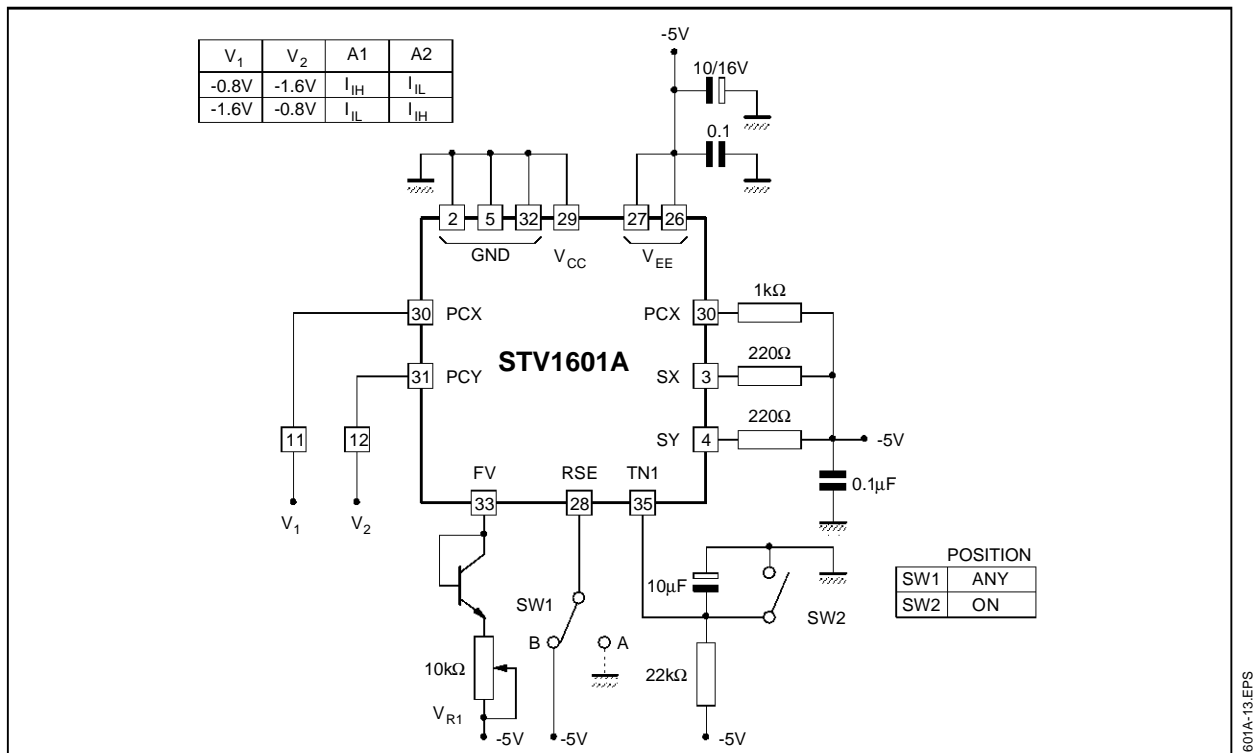 -5V
V1 V2 A1 A2
-0.8V -1.6V IIH IIL
-1.6V -0.8V IIL IIH
10/16V
0.1
2 5 32 29 27 26
GND VCC VEE
30 PCX
PCX 30
1kΩ
STV1601A
31 PCY
SX 3
220Ω
SY 4
220Ω
-5V
11 12
V1 V2
0.1μF
FV RSE TN1
33 28 35
10μF
SW1
SW2
B A
10kΩ
VR1
22kΩ
-5V -5V -5V
POSITION
SW1 ANY
SW2 ON
601A-13.EPS